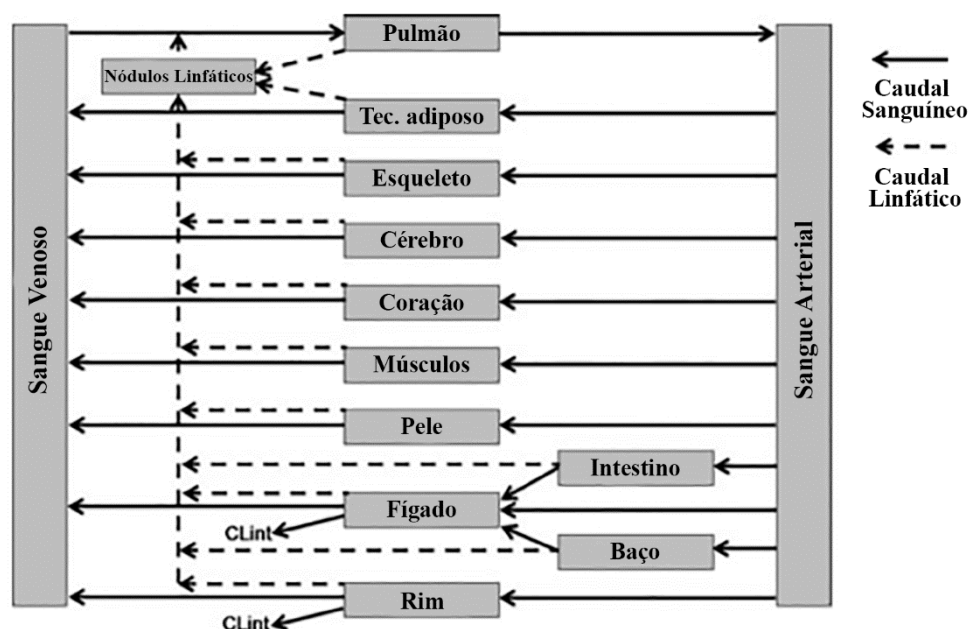 Pulmão
Nódulos Linfáticos
Tec. adiposo
Esqueleto
Cérebro
Coração
Músculos
Pele
Intestino
Fígado
CLint
Baço
Rim
CLint
Sangue Venoso
Sangue Arterial
Caudal
Sanguíneo
Caudal
Linfático